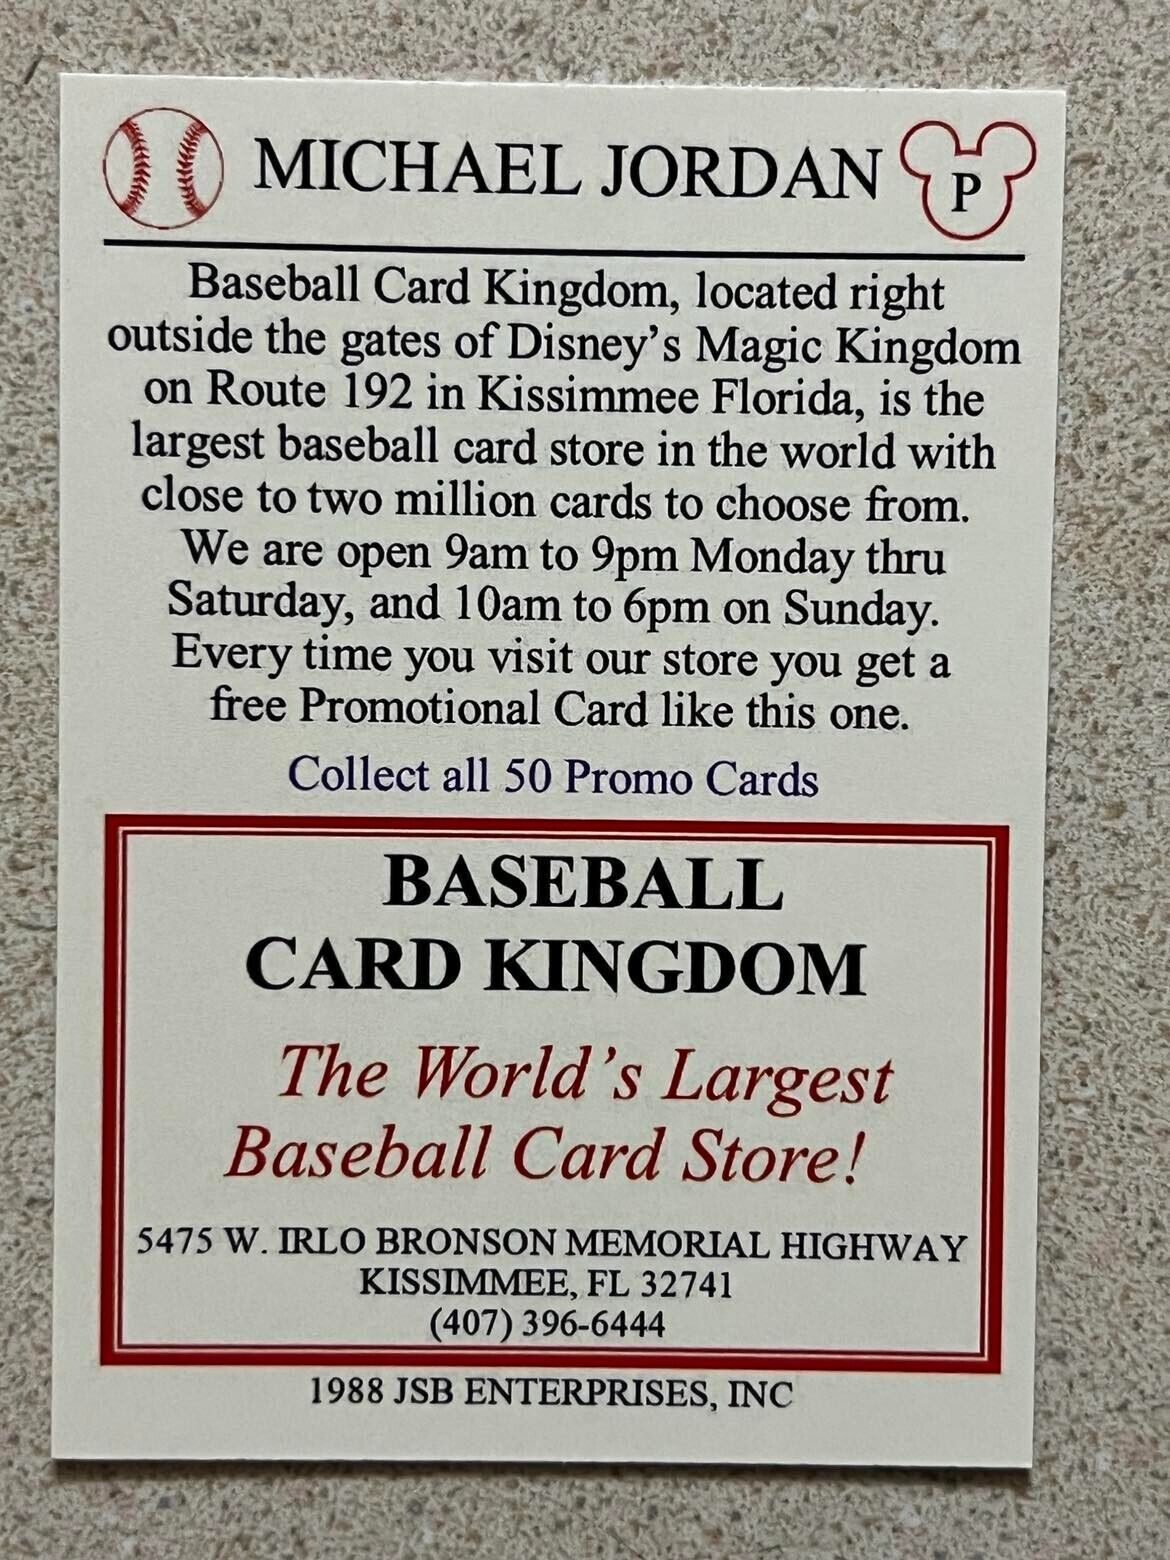 MICHAEL JORDAN P
Baseball Card Kingdom, located right
outside the gates of Disney's Magic Kingdom
on Route 192 in Kissimmee Florida, is the
largest baseball card store in the world with
close to two million cards to choose from.
We are open 9am to 9pm Monday thru
Saturday, and 10am to 6pm on Sunday.
Every time you visit our store you get a
free Promotional Card like this one.
Collect all 50 Promo Cards
BASEBALL
CARD KINGDOM
The World's Largest
Baseball Card Store!
5475 W. IRLO BRONSON MEMORIAL HIGHWAY
KISSIMMEE, FL 32741
(407) 396-6444
1988 JSB ENTERPRISES, INC